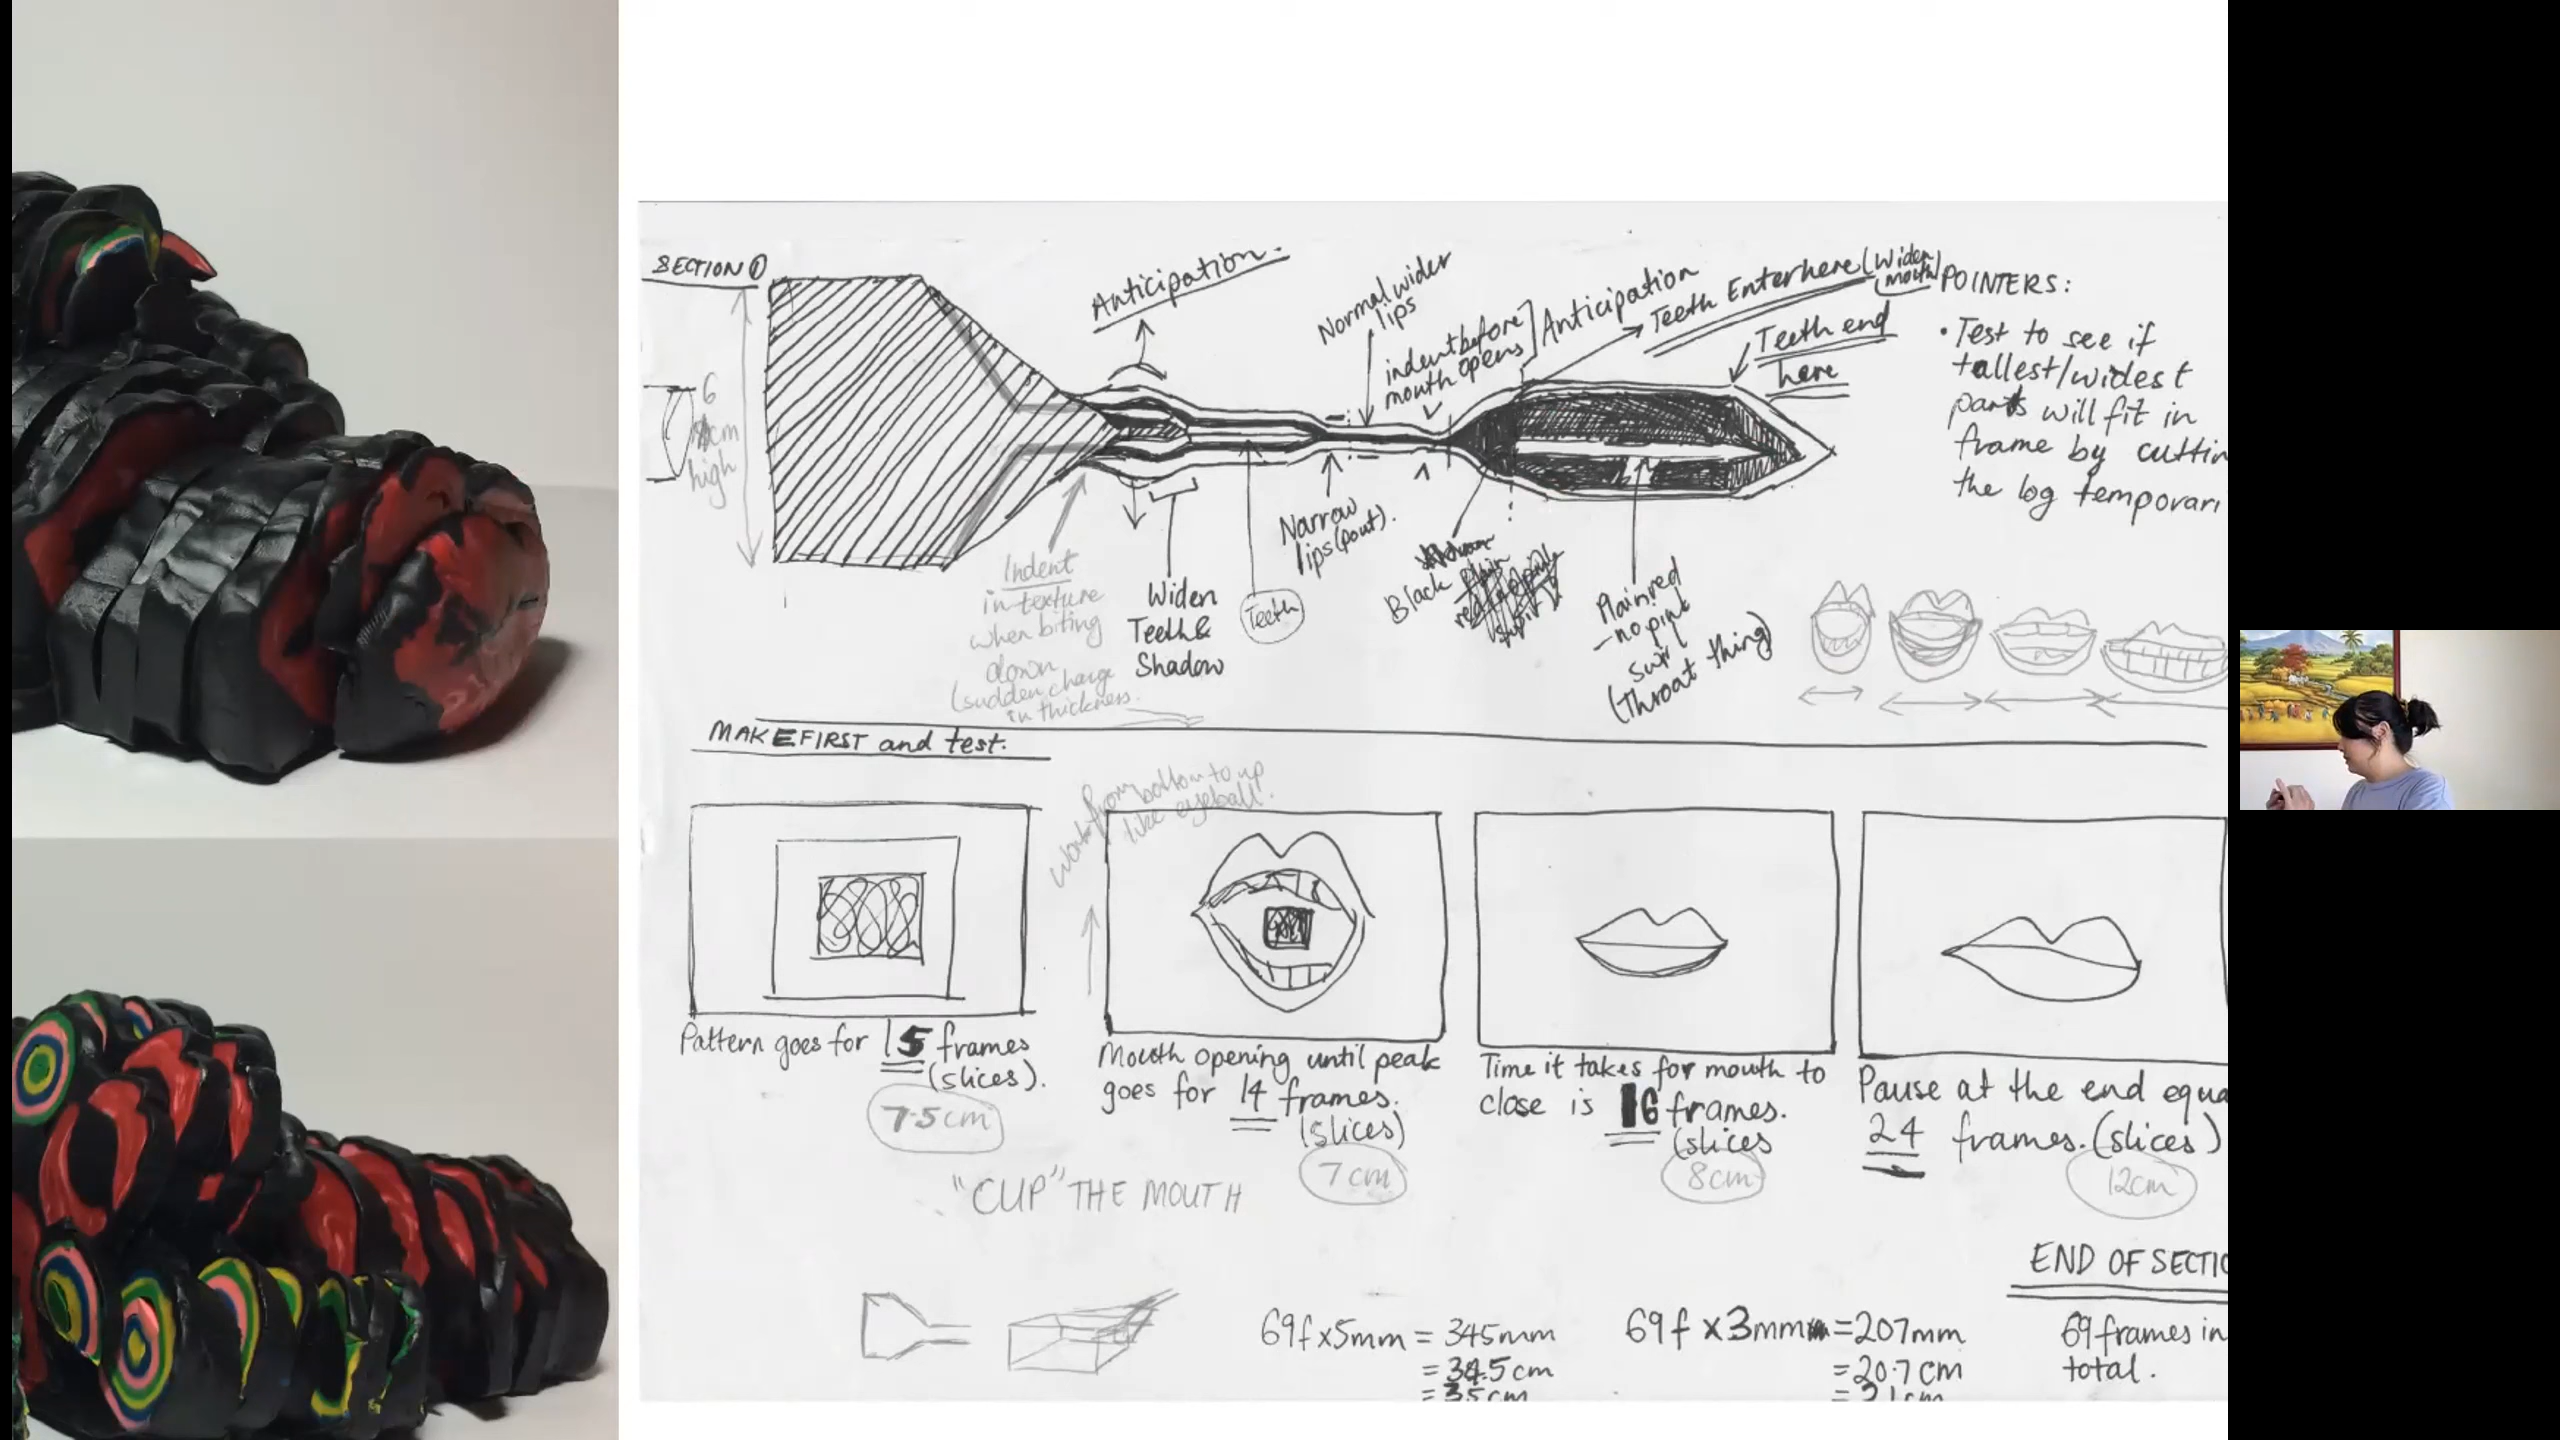 SECTION ①
6
cm
high
Anticipation.
Normal wider
lips
indent before
mouth opens
Anticipation
Teeth Enter here (widen
mouth)
Teeth end
here
POINTERS:
• Test to see if
tallest/widest
parts will fit in
frame by cuttin
the log temporari
Indent
in texture
when biting
down
(sudden change
in thickness.
Widen
Teeth &
Shadow
Teeth
Narrow
lips (pout).
Black
Plain red
- no pink
swirl
(throat thing)
MAKE FIRST and test.
work from bottom to up
like eyeball.
Pattern goes for 15 frames
(slices).
7.5cm
Mouth opening until peak
goes for 14 frames.
(slices)
7cm
Time it takes for mouth to
close is 16 frames.
(slices
8cm
Pause at the end equa
24 frames. (slices)
12cm
"CUP" THE MOUTH
END OF SECTIO
69f x 5mm = 345mm
= 34.5cm
= 35cm
69f x 3mm = 207mm
= 20.7 cm
= 21cm
69 frames in
total.